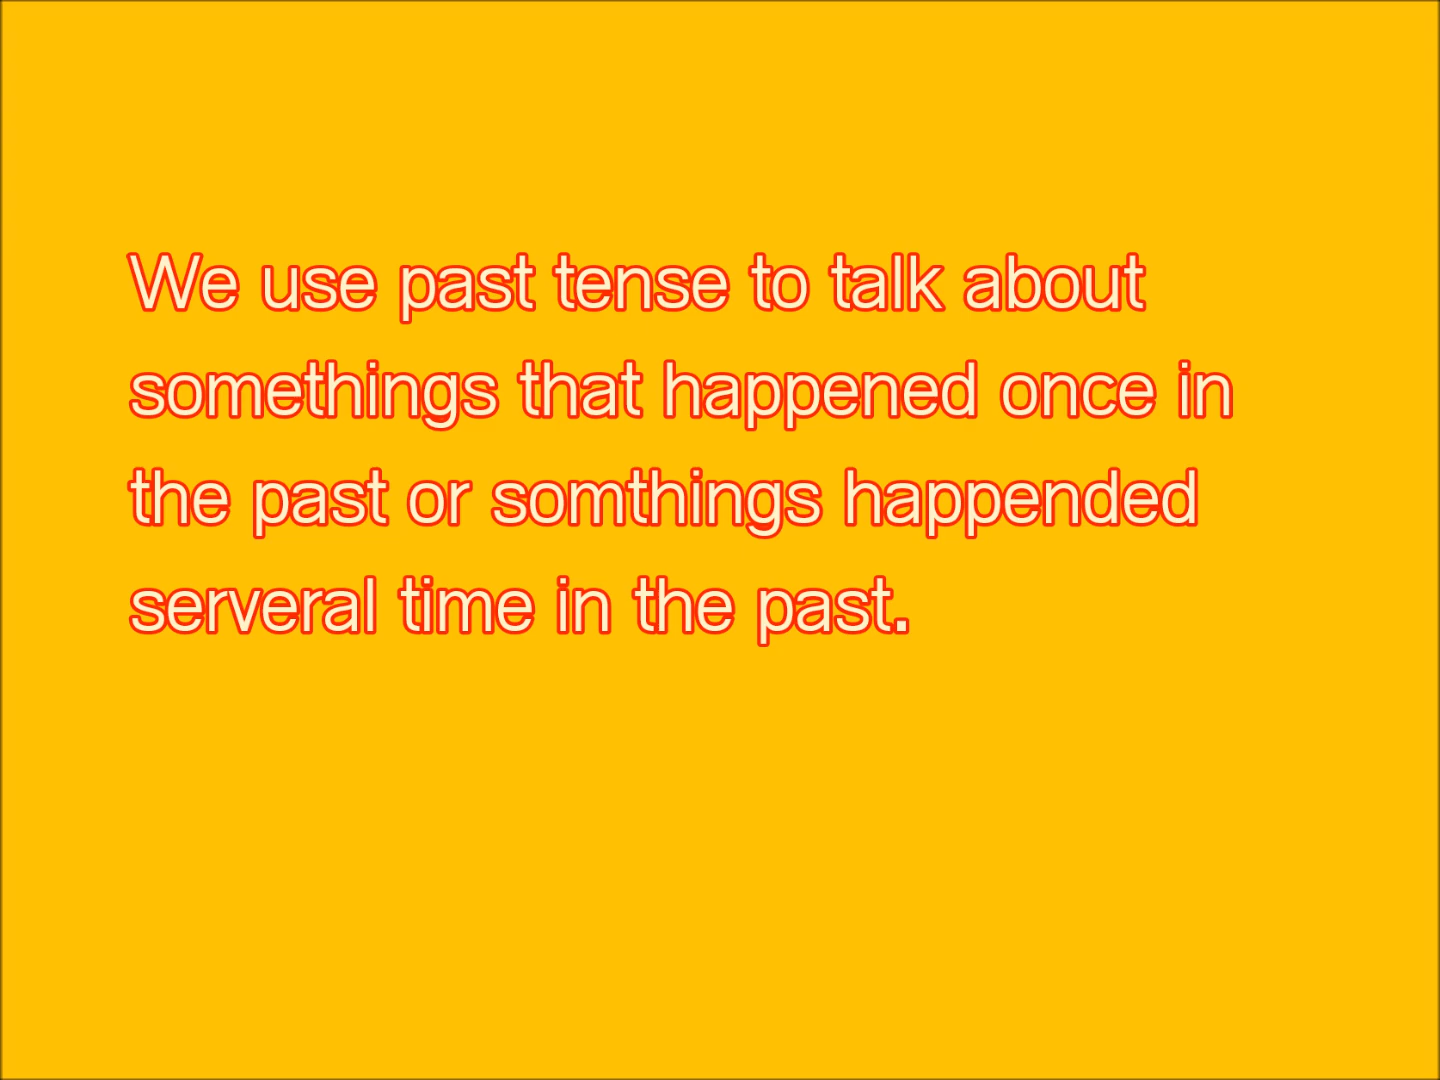 We use past tense to talk about
somethings that happened once in
the past or somthings happended
serveral time in the past.